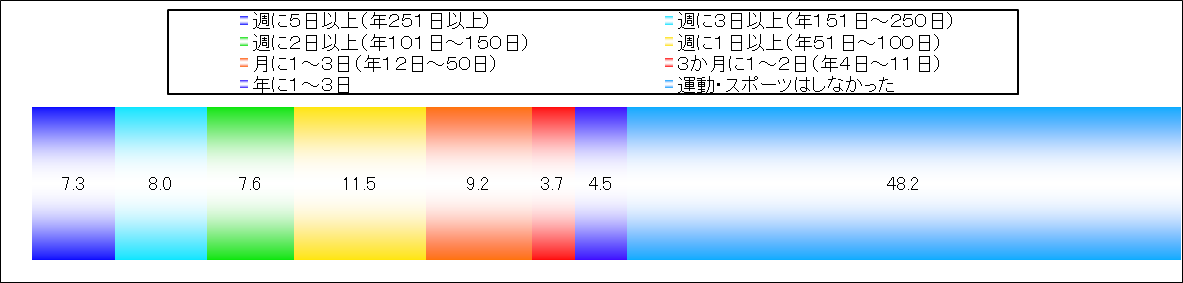 週に5日以上（年251日以上）
週に3日以上（年151日～250日）
週に2日以上（年101日～150日）
週に1日以上（年51日～100日）
月に1～3日（年12日～50日）
3か月に1～2日（年4日～11日）
年に1～3日
運動・スポーツはしなかった
7.3 8.0 7.6 11.5 9.2 3.7 4.5 48.2